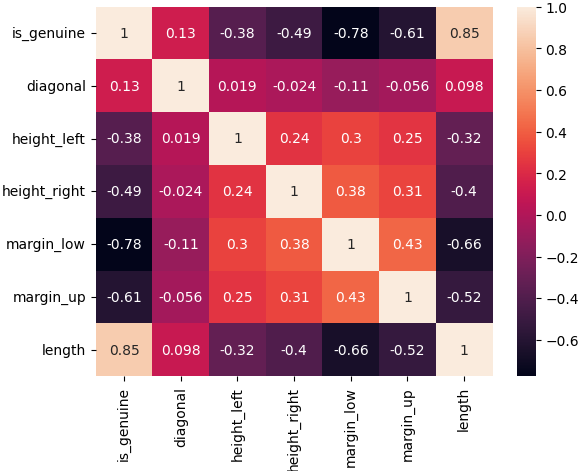 is_genuine 1 0.13 -0.38 -0.49 -0.78 -0.61 0.85
diagonal 0.13 1 0.019 -0.024 -0.11 -0.056 0.098
height_left -0.38 0.019 1 0.24 0.3 0.25 -0.32
height_right -0.49 -0.024 0.24 1 0.38 0.31 -0.4
margin_low -0.78 -0.11 0.3 0.38 1 0.43 -0.66
margin_up -0.61 -0.056 0.25 0.31 0.43 1 -0.52
length 0.85 0.098 -0.32 -0.4 -0.66 -0.52 1
is_genuine
diagonal
height_left
height_right
margin_low
margin_up
length
1.0
0.8
0.6
0.4
0.2
0.0
-0.2
-0.4
-0.6